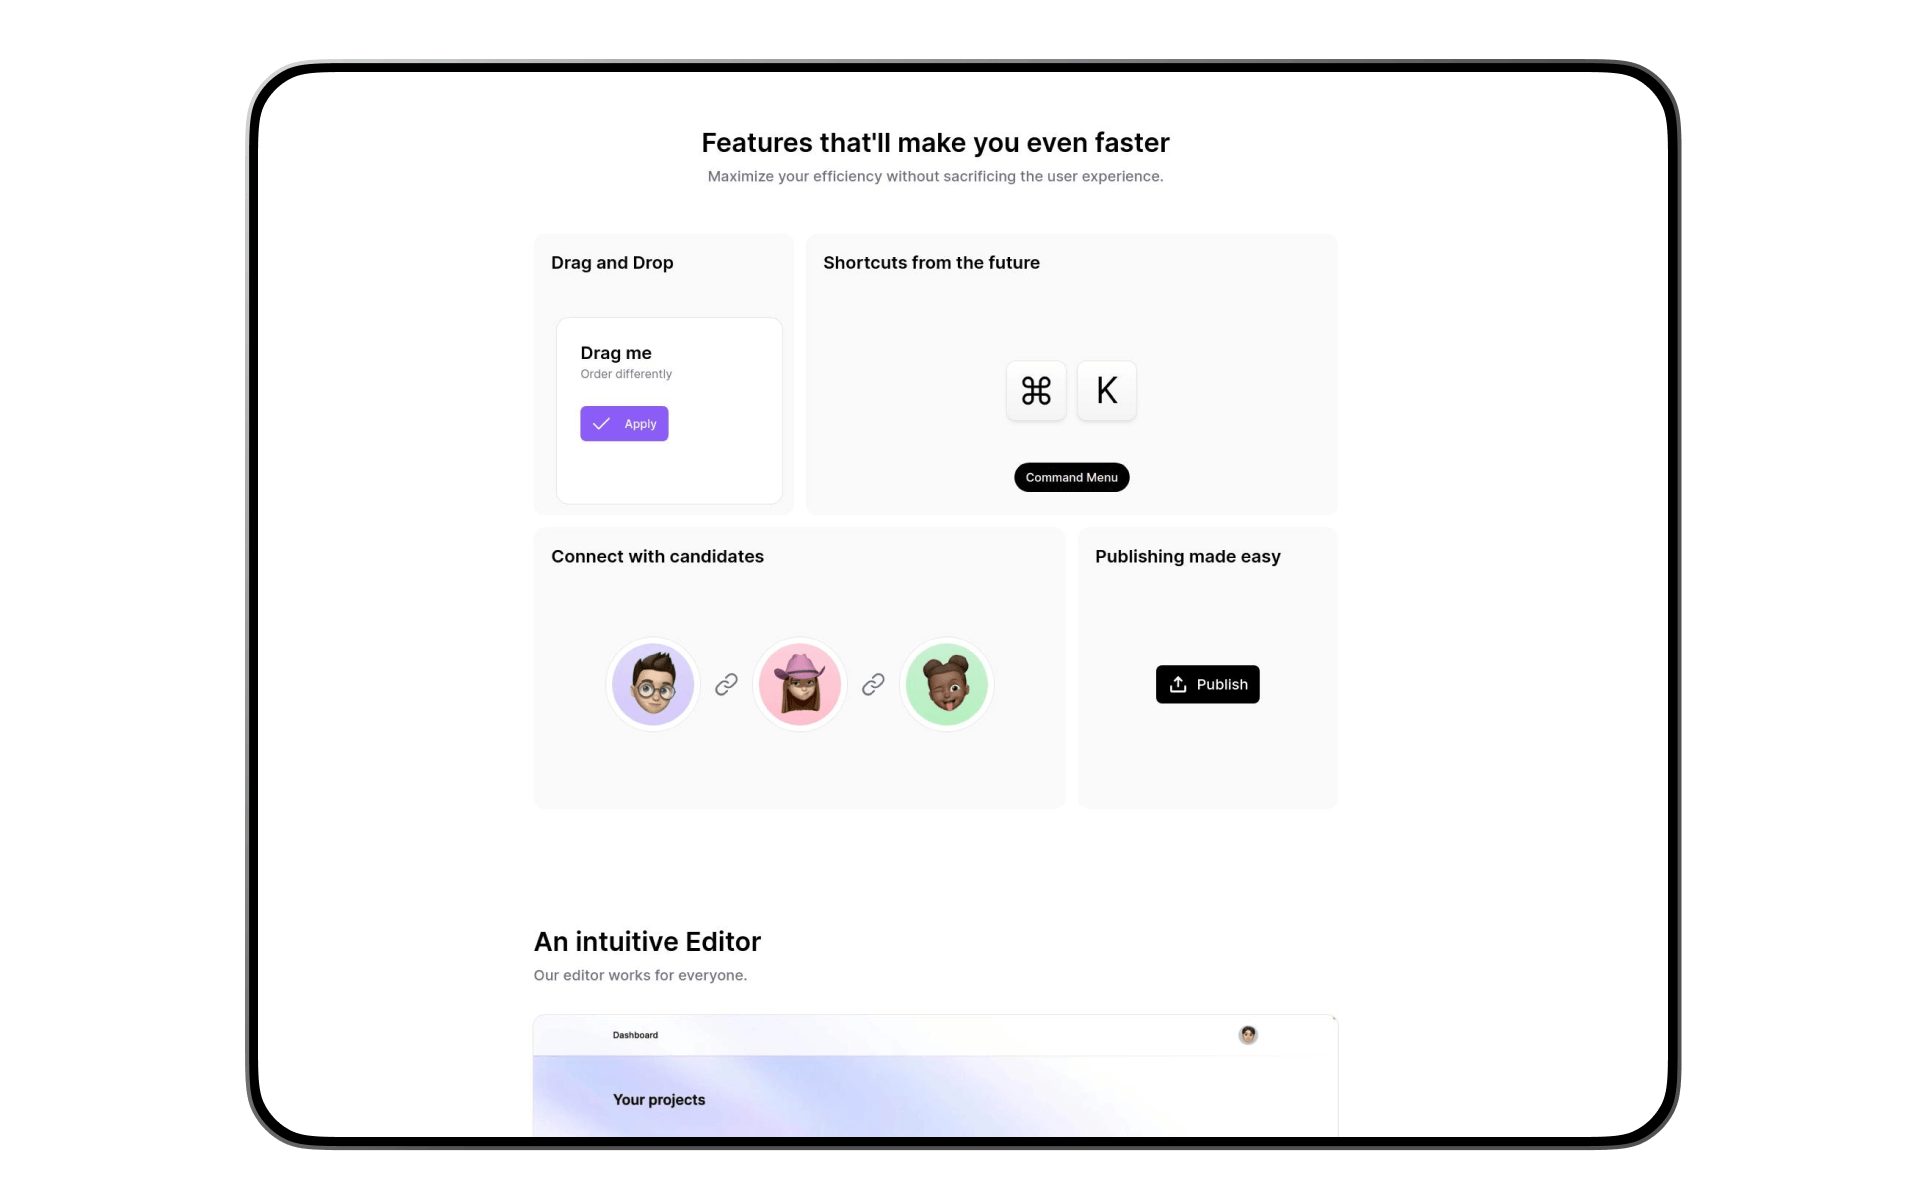 Features that'll make you even faster
Maximize your efficiency without sacrificing the user experience.
Drag and Drop
Drag me
Order differently
Apply
Shortcuts from the future
⌘ K
Command Menu
Connect with candidates
Publishing made easy
Publish
An intuitive Editor
Our editor works for everyone.
Dashboard
Your projects